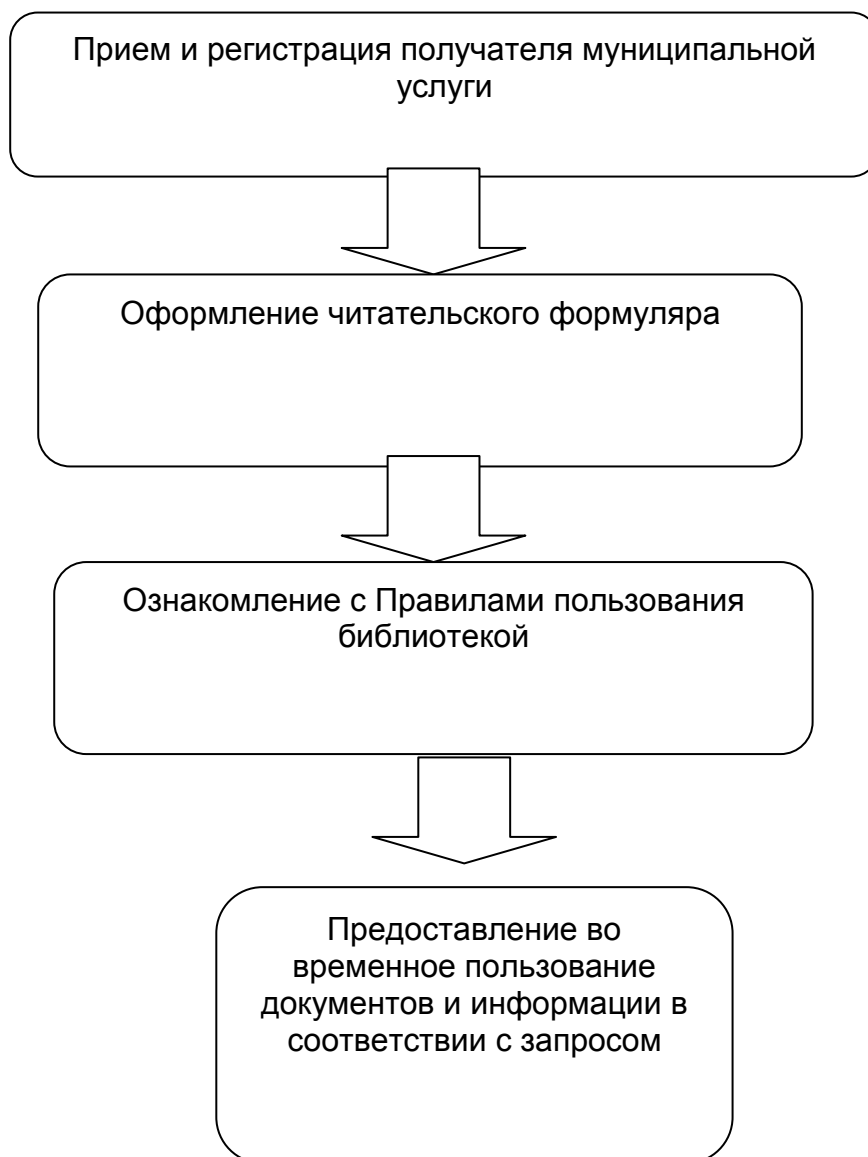 Прием и регистрация получателя муниципальной
услуги
Оформление читательского формуляра
Ознакомление с Правилами пользования
библиотекой
Предоставление во
временное пользование
документов и информации в
соответствии с запросом